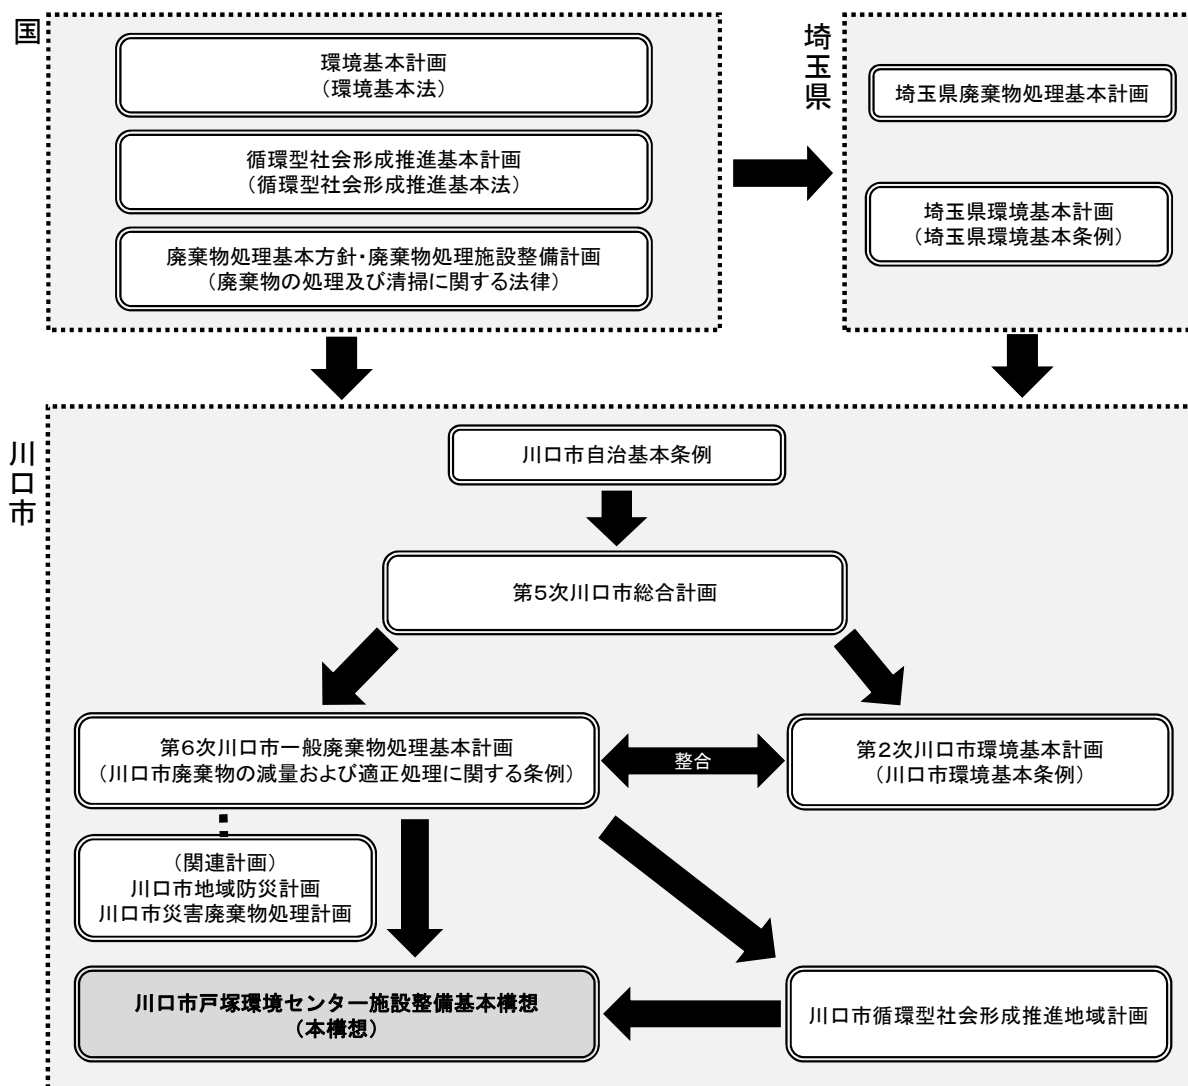 国
環境基本計画
（環境基本法）
循環型社会形成推進基本計画
（循環型社会形成推進基本法）
廃棄物処理基本方針・廃棄物処理施設整備計画
（廃棄物の処理及び清掃に関する法律）
埼玉県
埼玉県廃棄物処理基本計画
埼玉県環境基本計画
（埼玉県環境基本条例）
川口市
川口市自治基本条例
第5次川口市総合計画
第6次川口市一般廃棄物処理基本計画
（川口市廃棄物の減量および適正処理に関する条例）
整合
第2次川口市環境基本計画
（川口市環境基本条例）
（関連計画）
川口市地域防災計画
川口市災害廃棄物処理計画
川口市戸塚環境センター施設整備基本構想
（本構想）
川口市循環型社会形成推進地域計画